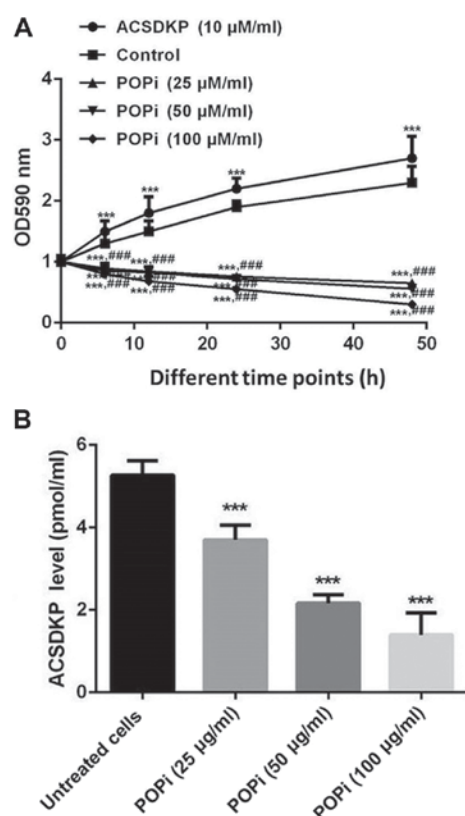 A
ACSDKP (10 μM/ml)
Control
POPi (25 μM/ml)
POPi (50 μM/ml)
POPi (100 μM/ml)
OD590 nm
4
3
2
1
0
***
***
***
***
***,###
***,###
***,###
***,###
***,###
***,###
***,###
***,###
***,###
***,###
***,###
***,###
0
10
20
30
40
50
Different time points (h)
B
ACSDKP level (pmol/ml)
6
4
2
0
***
***
***
Untreated cells
POPi (25 μg/ml)
POPi (50 μg/ml)
POPi (100 μg/ml)